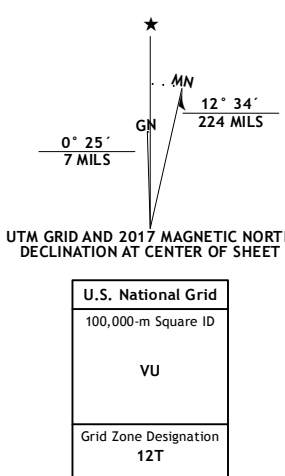 ★
MN
GN
12° 34´
224 MILS
0° 25´
7 MILS
UTM GRID AND 2017 MAGNETIC NORT
DECLINATION AT CENTER OF SHEET
U.S. National Grid
100,000-m Square ID
VU
Grid Zone Designation
12T